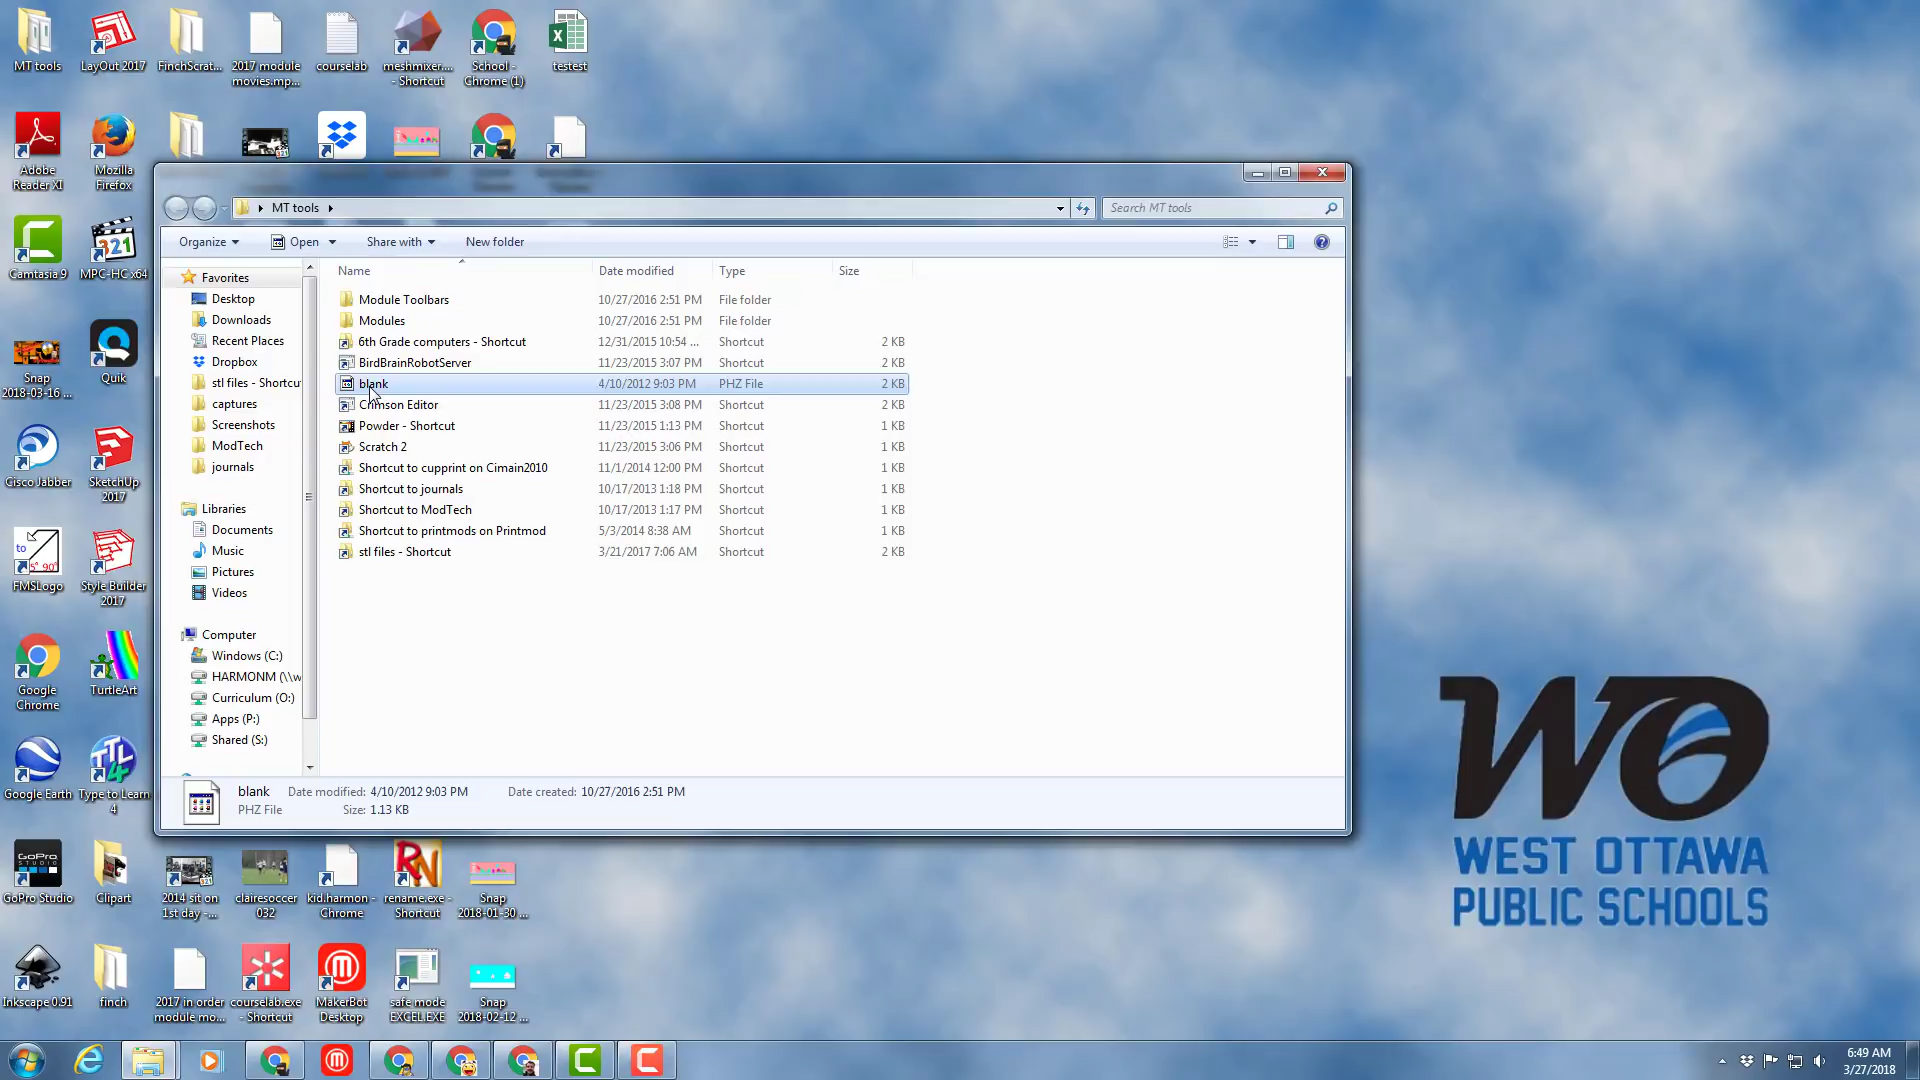 MT tools
LayOut 2017
FinchScrat...
2017 module movies.mp...
courselab
meshmixer.... - Shortcut
School - Chrome (1)
testest
Adobe Reader XI
Mozilla Firefox
MT tools
Search MT tools
Organize
Open
Share with
New folder
Name
Date modified
Type
Size
Favorites
Desktop
Downloads
Recent Places
Dropbox
stl files - Shortcu
captures
Screenshots
ModTech
journals
Libraries
Documents
Music
Pictures
Videos
Computer
Windows (C:)
HARMONM (\\w
Curriculum (O:)
Apps (P:)
Shared (S:)
Module Toolbars 10/27/2016 2:51 PM File folder
Modules 10/27/2016 2:51 PM File folder
6th Grade computers - Shortcut 12/31/2015 10:54 ... Shortcut 2 KB
BirdBrainRobotServer 11/23/2015 3:07 PM Shortcut 2 KB
blank 4/10/2012 9:03 PM PHZ File 2 KB
Crimson Editor 11/23/2015 3:08 PM Shortcut 2 KB
Powder - Shortcut 11/23/2015 1:13 PM Shortcut 1 KB
Scratch 2 11/23/2015 3:06 PM Shortcut 1 KB
Shortcut to cupprint on Cimain2010 11/1/2014 12:00 PM Shortcut 1 KB
Shortcut to journals 10/17/2013 1:18 PM Shortcut 1 KB
Shortcut to ModTech 10/17/2013 1:17 PM Shortcut 1 KB
Shortcut to printmods on Printmod 5/3/2014 8:38 AM Shortcut 1 KB
stl files - Shortcut 3/21/2017 7:06 AM Shortcut 2 KB
blank Date modified: 4/10/2012 9:03 PM Date created: 10/27/2016 2:51 PM
PHZ File Size: 1.13 KB
Camtasia 9
321
MPC-HC x64
Snap 2018-03-16 ...
Quik
Cisco Jabber
SketchUp 2017
to
5° 90°
FMSLogo
Style Builder 2017
Google Chrome
TurtleArt
Google Earth
TTL 4
Type to Learn 4
GoPro STUDIO
GoPro Studio
Clipart
2014 sit on 1st day -...
clairesoccer 032
kid.harmon - Chrome
RN
rename.exe - Shortcut
Snap 2018-01-30 ...
Inkscape 0.91
finch
2017 in order module mo...
courselab.exe - Shortcut
MakerBot Desktop
safe mode EXCEL.EXE
Snap 2018-02-12 ...
WO
WEST OTTAWA
PUBLIC SCHOOLS
6:49 AM
3/27/2018